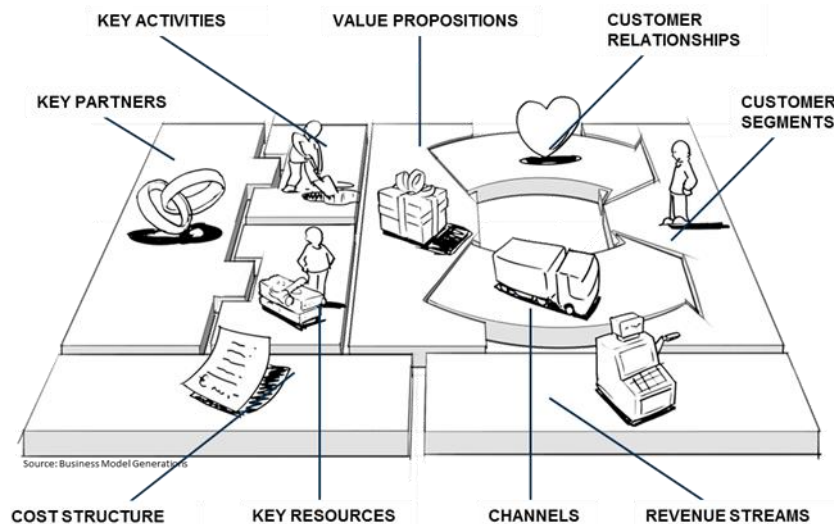 KEY ACTIVITIES
VALUE PROPOSITIONS
CUSTOMER
RELATIONSHIPS
KEY PARTNERS
CUSTOMER
SEGMENTS
Source: Business Model Generations
COST STRUCTURE
KEY RESOURCES
CHANNELS
REVENUE STREAMS